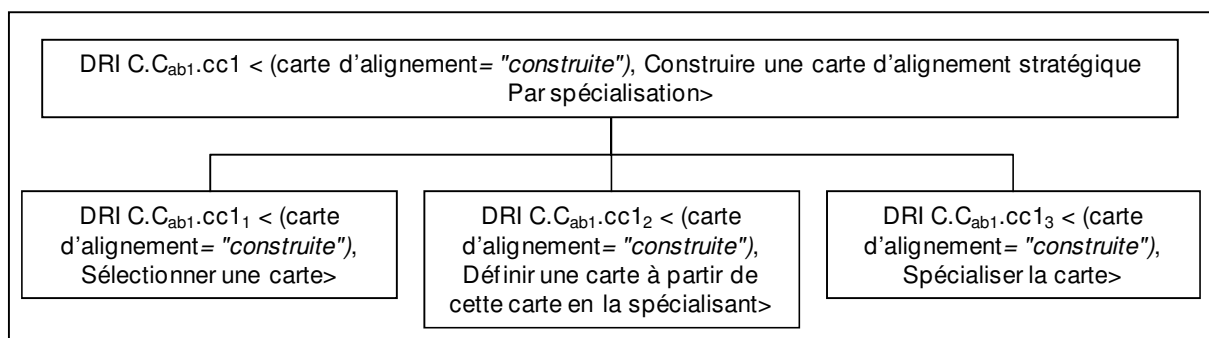 DRI C.Cab1.cc1 < (carte d'alignement= "construite"), Construire une carte d'alignement stratégique
Par spécialisation>
DRI C.Cab1.cc11 < (carte
d'alignement= "construite"),
Sélectionner une carte>
DRI C.Cab1.cc12 < (carte
d'alignement= "construite"),
Définir une carte à partir de
cette carte en la spécialisant>
DRI C.Cab1.cc13 < (carte
d'alignement= "construite"),
Spécialiser la carte>